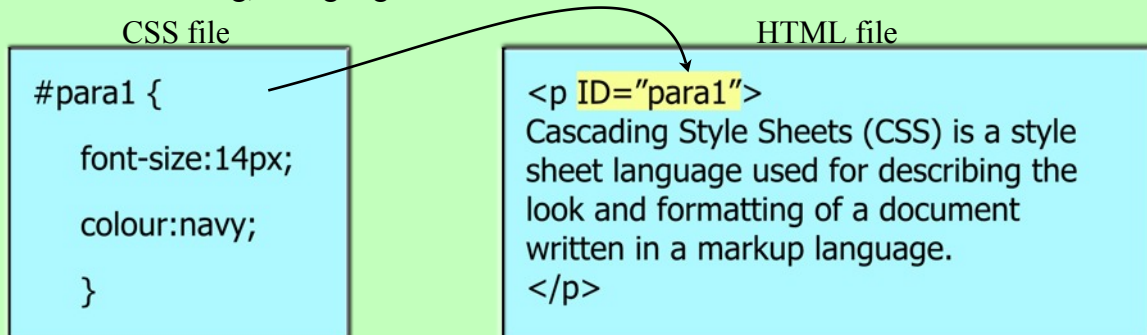 CSS file
#para1 {
font-size:14px;
colour:navy;
}
HTML file
<p ID=”para1”>
Cascading Style Sheets (CSS) is a style
sheet language used for describing the
look and formatting of a document
written in a markup language.
</p>